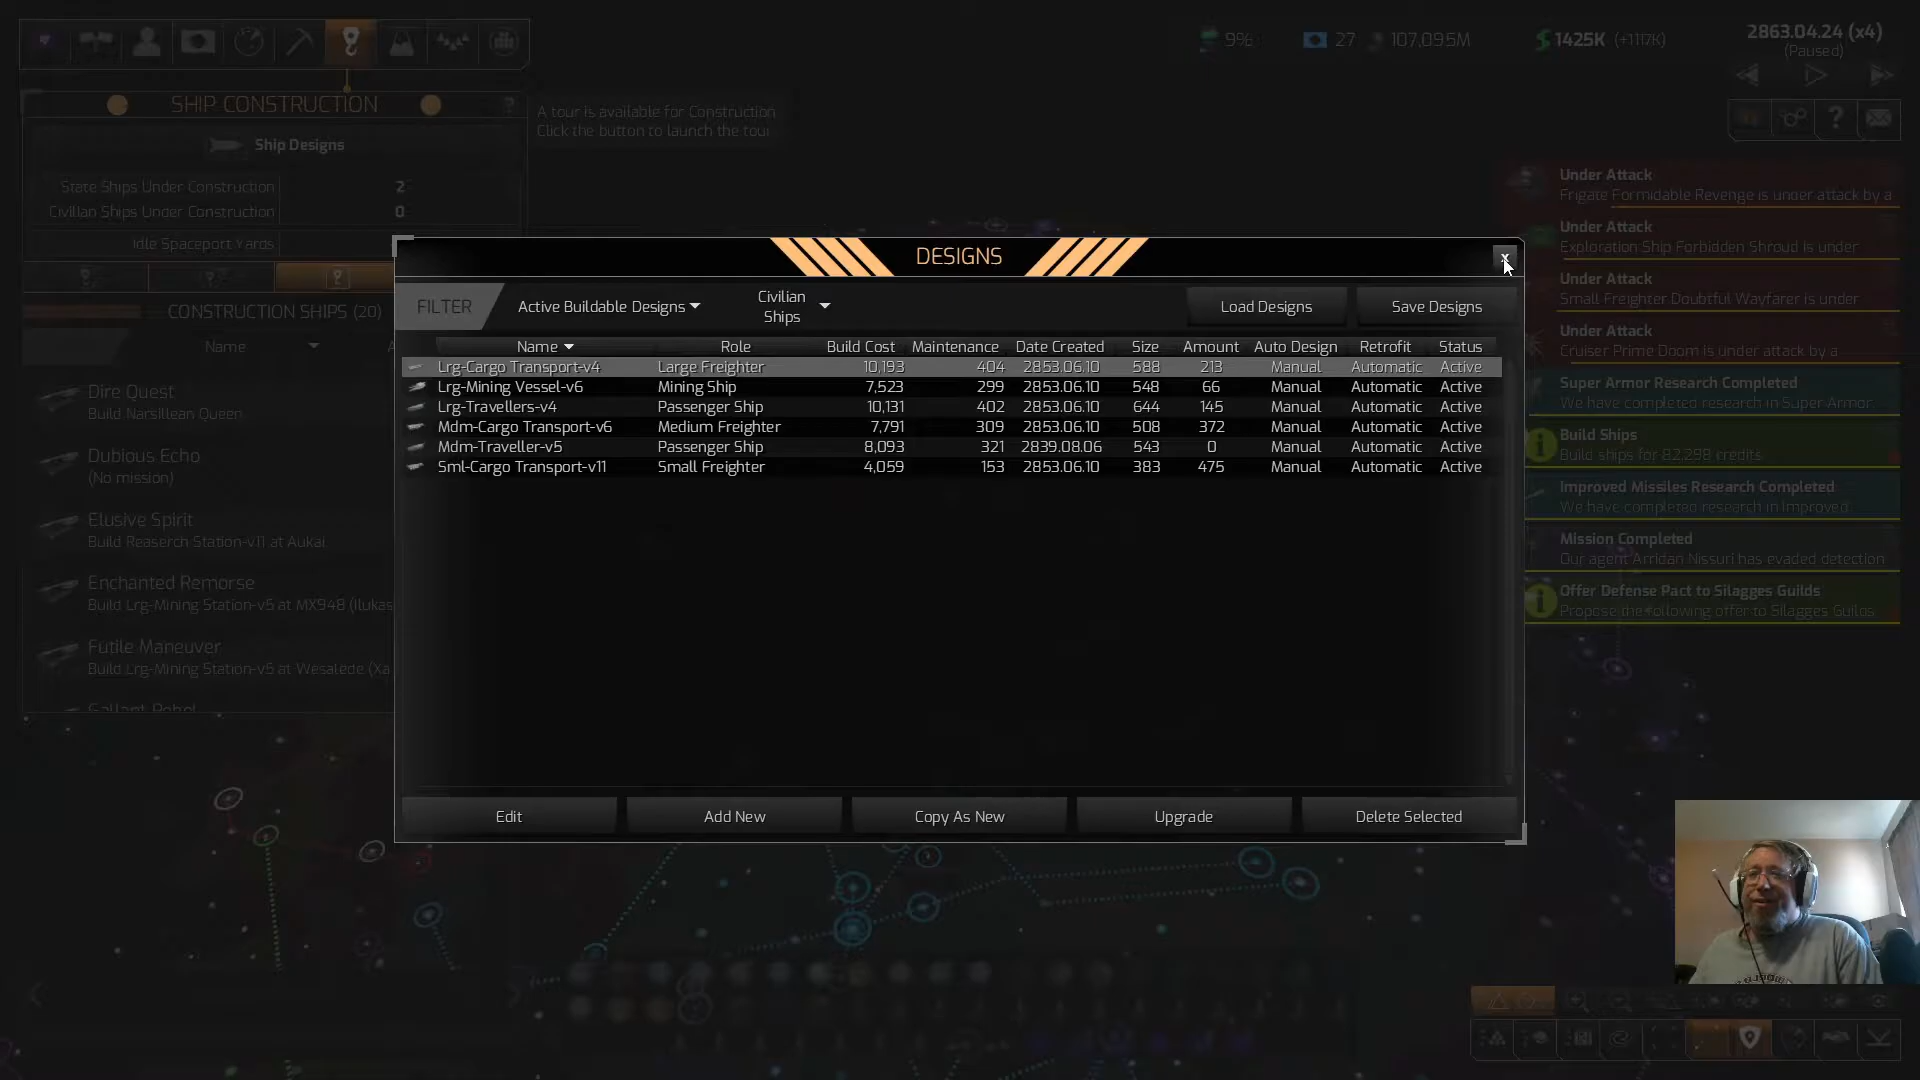 996
27
107,095M
1425K (+1117K)
2863.04.24 (x4)
(Paused)
SHIP CONSTRUCTION
?
A tour is available for Construction
Click the button to launch the tour
Ship Designs
State Ships Under Construction 2
Civilian Ships Under Construction 0
Idle Spaceport Yards
CONSTRUCTION SHIPS (20)
Name
Dire Quest
Build Narsillean Queen
Dubious Echo
(No mission)
Elusive Spirit
Build Reaserch Station-v11 at Aukai
Enchanted Remorse
Build Lrg-Mining Station-v5 at MX948 (Ilukas
Futile Maneuver
Build Lrg-Mining Station-v5 at Wesalede (Xa
Gallant Rebel
DESIGNS
x
FILTER
Active Buildable Designs
Civilian
Ships
Load Designs
Save Designs
Name Role Build Cost Maintenance Date Created Size Amount Auto Design Retrofit Status
Lrg-Cargo Transport-v4 Large Freighter 10,193 404 2853.06.10 588 213 Manual Automatic Active
Lrg-Mining Vessel-v6 Mining Ship 7,523 299 2853.06.10 548 66 Manual Automatic Active
Lrg-Travellers-v4 Passenger Ship 10,131 402 2853.06.10 644 145 Manual Automatic Active
Mdm-Cargo Transport-v6 Medium Freighter 7,791 309 2853.06.10 508 372 Manual Automatic Active
Mdm-Traveller-v5 Passenger Ship 8,093 321 2839.08.06 543 0 Manual Automatic Active
Sml-Cargo Transport-v11 Small Freighter 4,059 153 2853.06.10 383 475 Manual Automatic Active
Edit
Add New
Copy As New
Upgrade
Delete Selected
?
Under Attack
Frigate Formidable Revenge is under attack by a
Under Attack
Exploration Ship Forbidden Shroud is under
Under Attack
Small Freighter Doubtful Wayfarer is under
Under Attack
Cruiser Prime Doom is under attack by a
Super Armor Research Completed
We have completed research in Super Armor.
Build Ships
Build ships for 82,298 credits
Improved Missiles Research Completed
We have completed research in Improved
Mission Completed
Our agent Arridan Nissuri has evaded detection
Offer Defense Pact to Silagges Guilds
Propose the following offer to Silagges Guilds